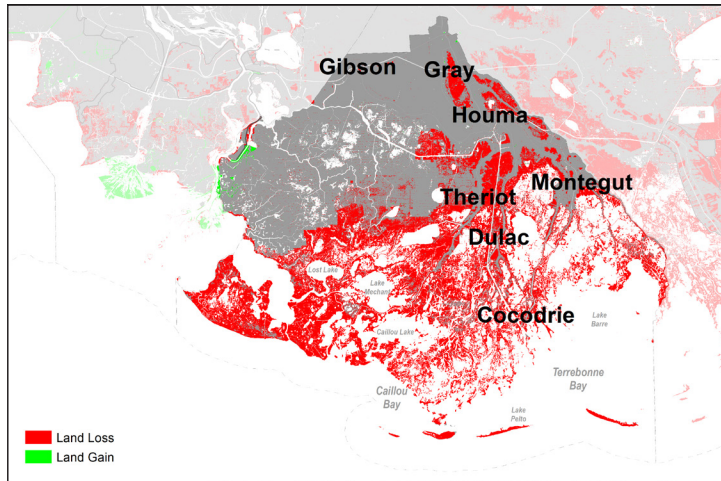 Gibson
Gray
Houma
Theriot
Montegut
Dulac
Lost Lake
Lake
Mechant
Cocodrie
Lake
Barre
Caillou Lake
Terrebonne
Bay
Caillou
Bay
Lake
Pelto
Land Loss
Land Gain